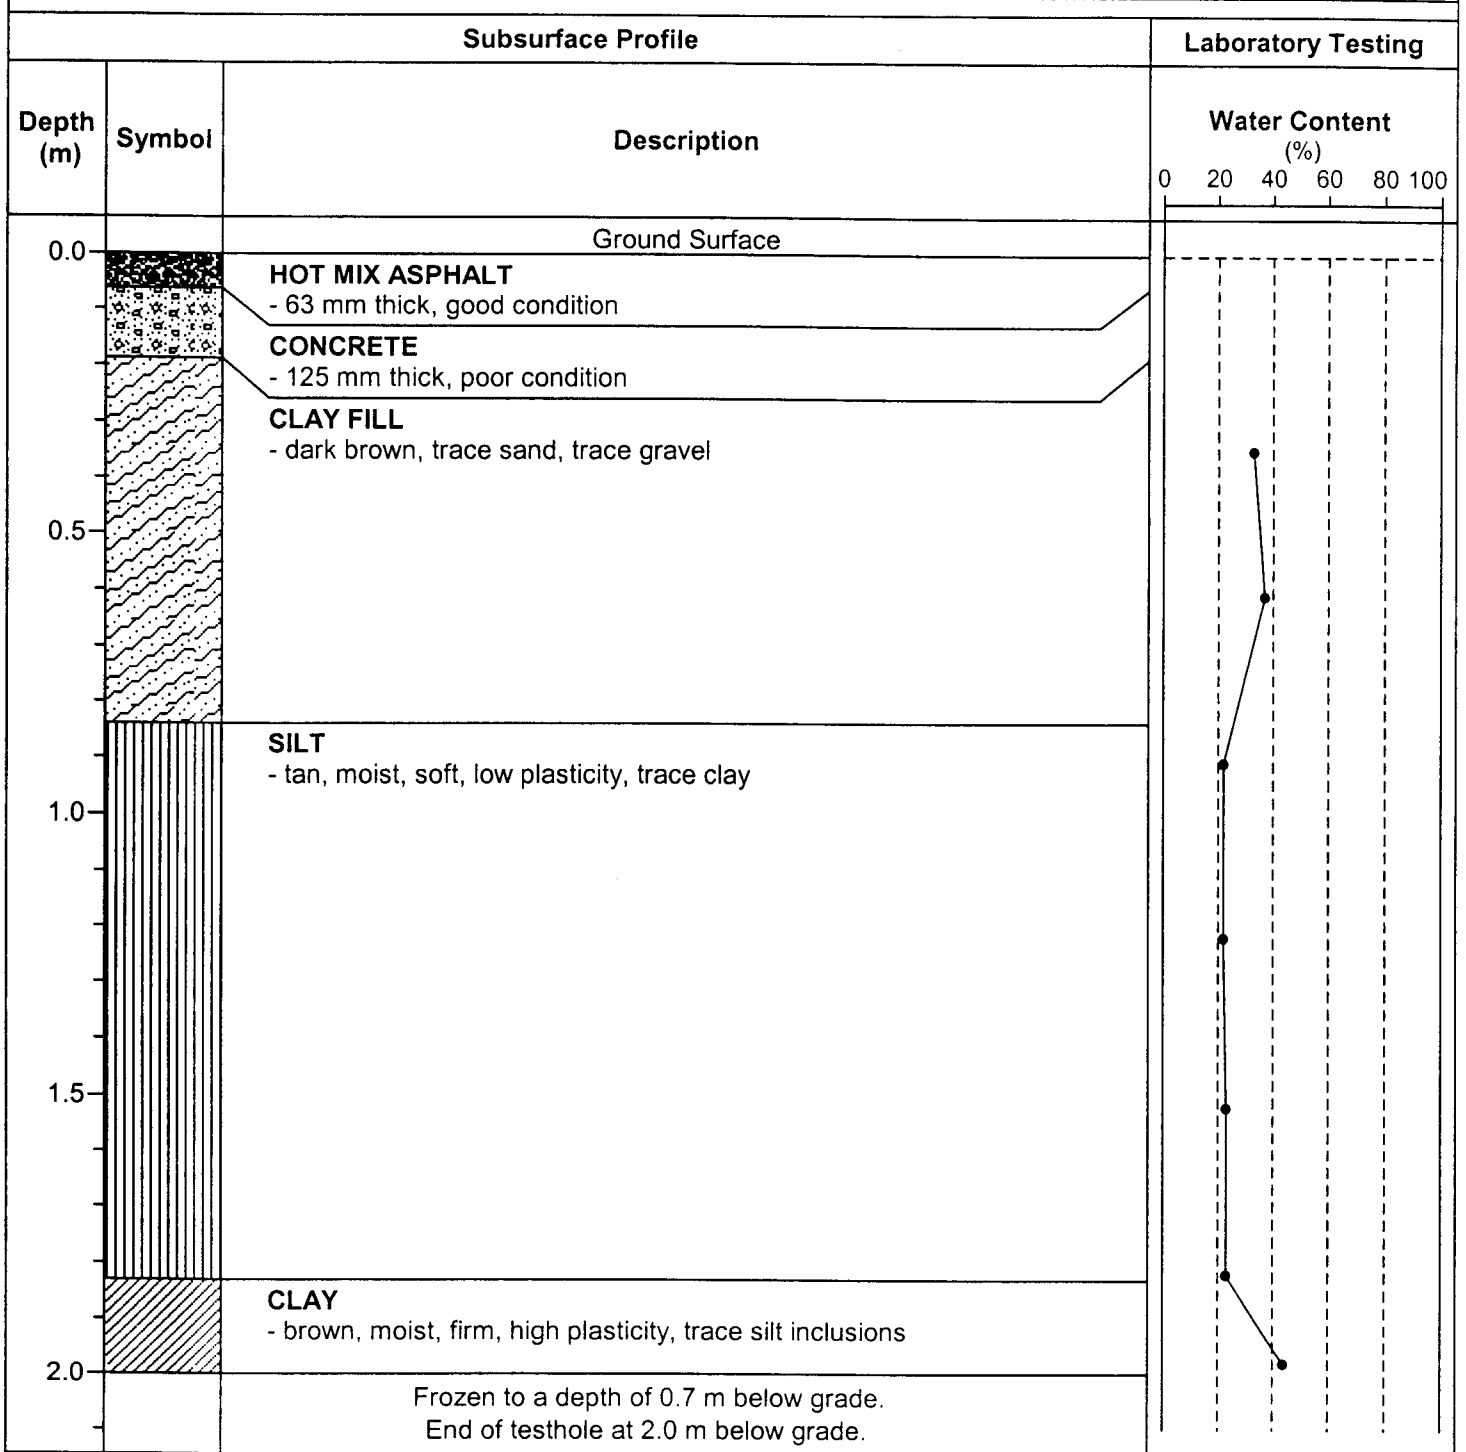 Subsurface Profile
Laboratory Testing
Depth
(m)
Symbol
Description
Water Content
(%)
0 20 40 60 80 100
Ground Surface
0.0
HOT MIX ASPHALT
- 63 mm thick, good condition
CONCRETE
- 125 mm thick, poor condition
CLAY FILL
- dark brown, trace sand, trace gravel
0.5
SILT
- tan, moist, soft, low plasticity, trace clay
1.0
1.5
CLAY
- brown, moist, firm, high plasticity, trace silt inclusions
2.0
Frozen to a depth of 0.7 m below grade.
End of testhole at 2.0 m below grade.